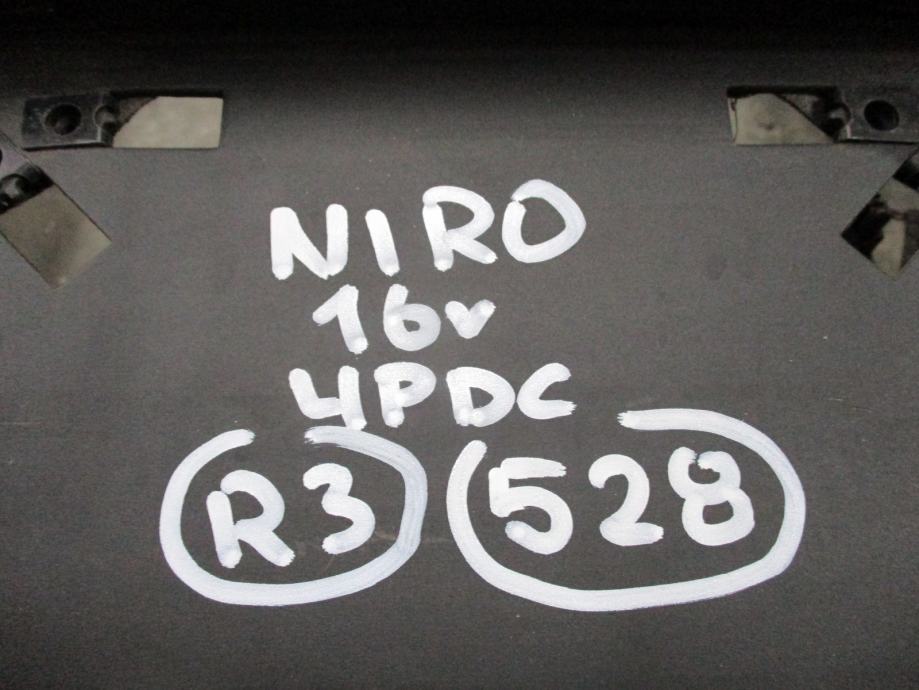 NIRO
16v
4PDC
R3 528